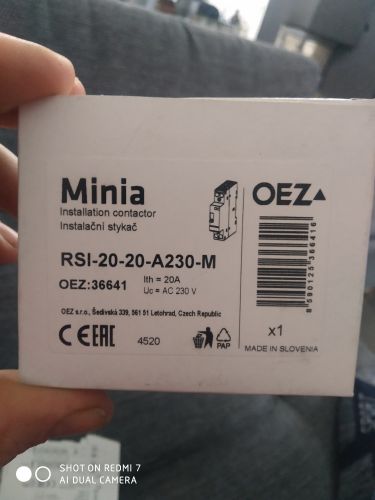 Minia
Installation contactor
Instalační stykač
OEZ
RSI-20-20-A230-M
OEZ:36641
Ith = 20A
Uc = AC 230 V
8590125366416
OEZ s.r.o., Šedivská 339, 561 51 Letohrad, Czech Republic
CE EAC
4520
PAP
x1
MADE IN SLOVENIA
SHOT ON REDMI 7
AI DUAL CAMERA